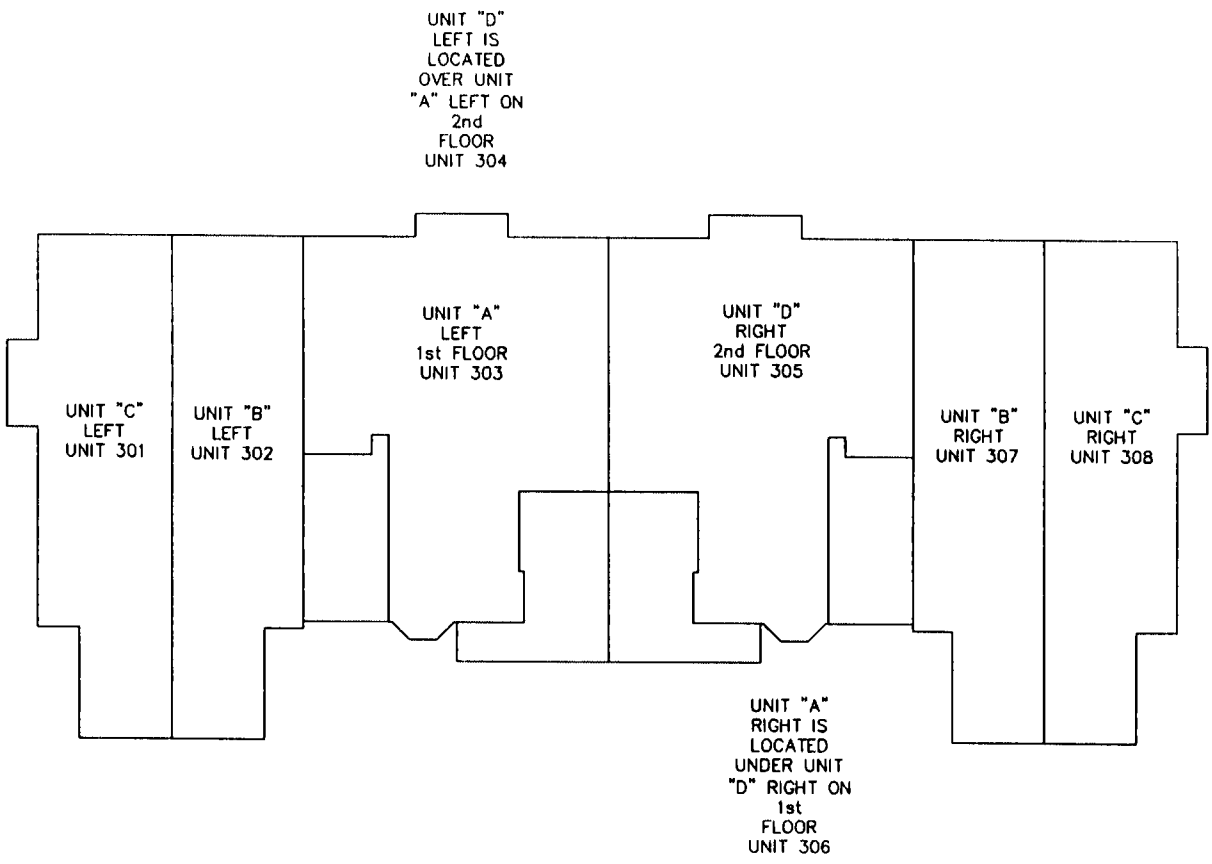 UNIT "D"
LEFT IS
LOCATED
OVER UNIT
"A" LEFT ON
2nd
FLOOR
UNIT 304
UNIT "C"
LEFT
UNIT 301
UNIT "B"
LEFT
UNIT 302
UNIT "A"
LEFT
1st FLOOR
UNIT 303
UNIT "D"
RIGHT
2nd FLOOR
UNIT 305
UNIT "B"
RIGHT
UNIT 307
UNIT "C"
RIGHT
UNIT 308
UNIT "A"
RIGHT IS
LOCATED
UNDER UNIT
"D" RIGHT ON
1st
FLOOR
UNIT 306